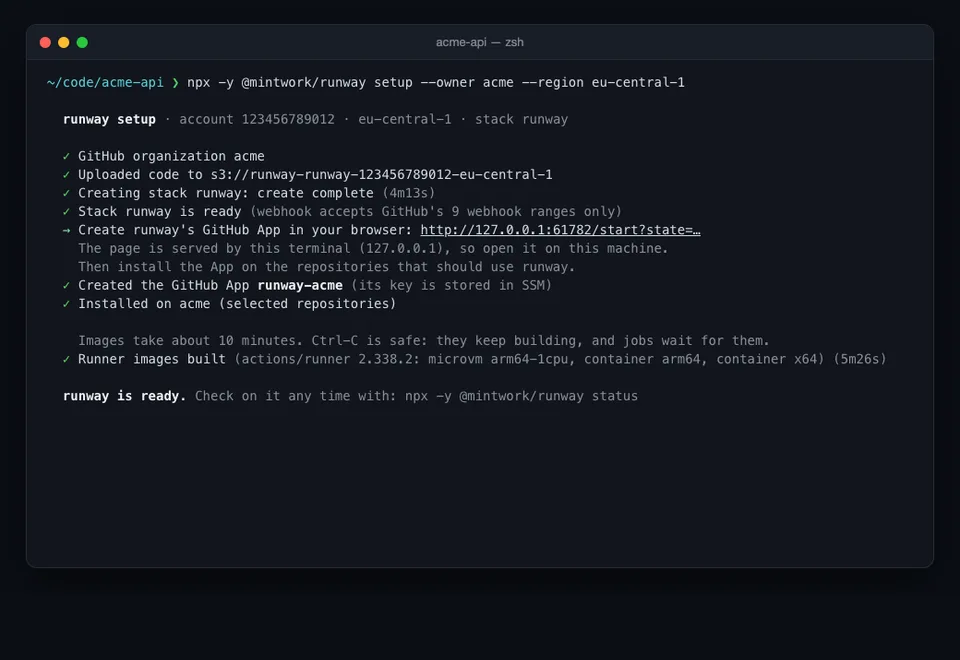 acme-api — zsh
~/code/acme-api ❯ npx -y @mintwork/runway setup --owner acme --region eu-central-1
runway setup · account 123456789012 · eu-central-1 · stack runway
✓ GitHub organization acme
✓ Uploaded code to s3://runway-runway-123456789012-eu-central-1
✓ Creating stack runway: create complete (4m13s)
✓ Stack runway is ready (webhook accepts GitHub's 9 webhook ranges only)
→ Create runway's GitHub App in your browser: http://127.0.0.1:61782/start?state=…
The page is served by this terminal (127.0.0.1), so open it on this machine.
Then install the App on the repositories that should use runway.
✓ Created the GitHub App runway-acme (its key is stored in SSM)
✓ Installed on acme (selected repositories)
Images take about 10 minutes. Ctrl-C is safe: they keep building, and jobs wait for them.
✓ Runner images built (actions/runner 2.338.2: microvm arm64-1cpu, container arm64, container x64) (5m26s)
runway is ready. Check on it any time with: npx -y @mintwork/runway status